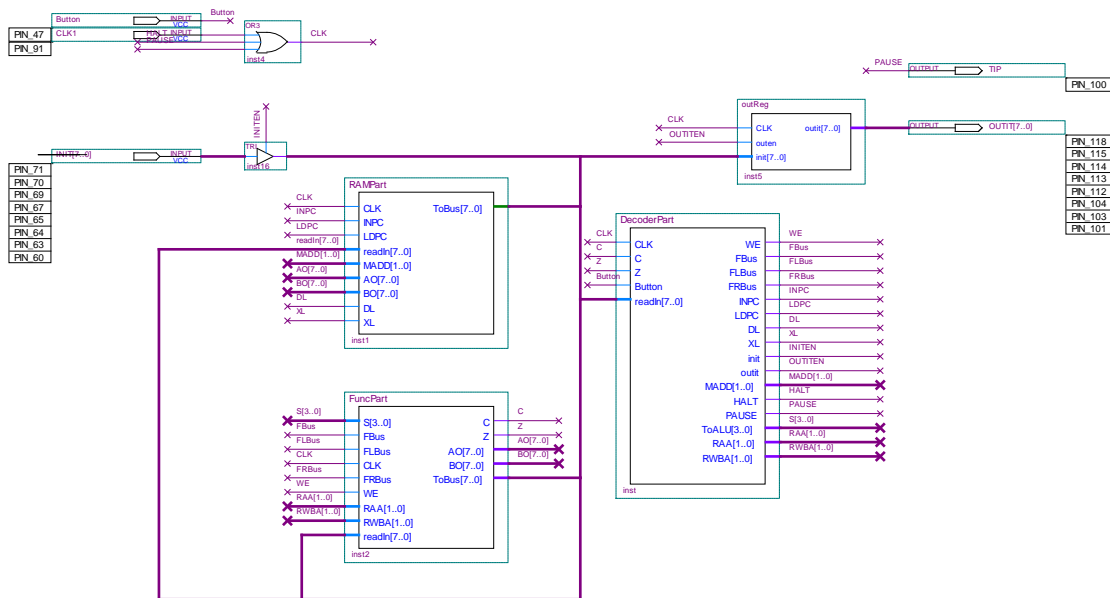 Button INPUT VCC Button
PIN_47 CLK1 HALT INPUT VCC
PIN_91 PAUSE
OR3
CLK
inst4
PAUSE OUTPUT TIP
PIN_100
INITEN
TRI
inst16
INIT[7..0] INPUT VCC
PIN_71
PIN_70
PIN_69
PIN_67
PIN_65
PIN_64
PIN_63
PIN_60
outReg
CLK CLK outit[7..0]
OUTITEN outen
init[7..0]
inst5
OUTPUT OUTIT[7..0]
PIN_118
PIN_115
PIN_114
PIN_113
PIN_112
PIN_104
PIN_103
PIN_101
RAMPart
CLK CLK ToBus[7..0]
INPC INPC
LDPC LDPC
readIn[7..0] readIn[7..0]
MADD[1..0] MADD[1..0]
AO[7..0] AO[7..0]
BO[7..0] BO[7..0]
DL DL
XL XL
inst1
DecoderPart
CLK CLK WE WE
C C FBus FBus
Z Z FLBus FLBus
Button Button FRBus FRBus
readIn[7..0] INPC INPC
LDPC LDPC
DL DL
XL XL
init INITEN
outit OUTITEN
MADD[1..0] MADD[1..0]
HALT HALT
PAUSE PAUSE
ToALU[3..0] S[3..0]
RAA[1..0] RAA[1..0]
RWBA[1..0] RWBA[1..0]
inst
FuncPart
S[3..0] S[3..0] C C
FBus FBus Z Z
FLBus FLBus AO[7..0] AO[7..0]
CLK CLK BO[7..0] BO[7..0]
FRBus FRBus ToBus[7..0]
WE WE
RAA[1..0] RAA[1..0]
RWBA[1..0] RWBA[1..0]
readIn[7..0]
inst2